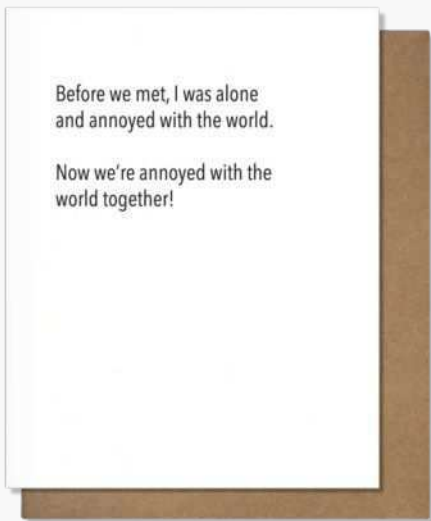 Before we met, I was alone
and annoyed with the world.
Now we're annoyed with the
world together!